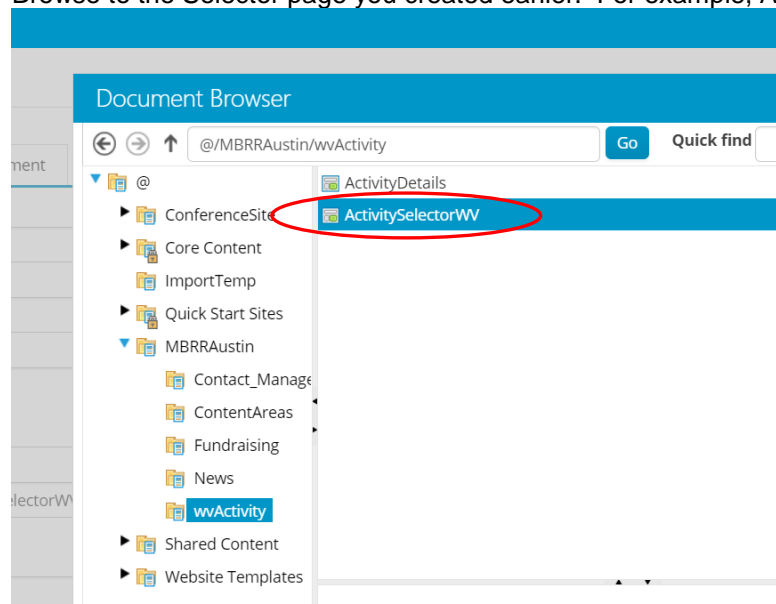 Browse to the Selector page you created earlier. For example, A
Document Browser
@/MBRRAustin/wvActivity
Go
Quick find
ment
@
ConferenceSite
Core Content
ImportTemp
Quick Start Sites
MBRRAustin
Contact_Manage
ContentAreas
Fundraising
News
wvActivity
Shared Content
Website Templates
ActivityDetails
ActivitySelectorWV
electorW